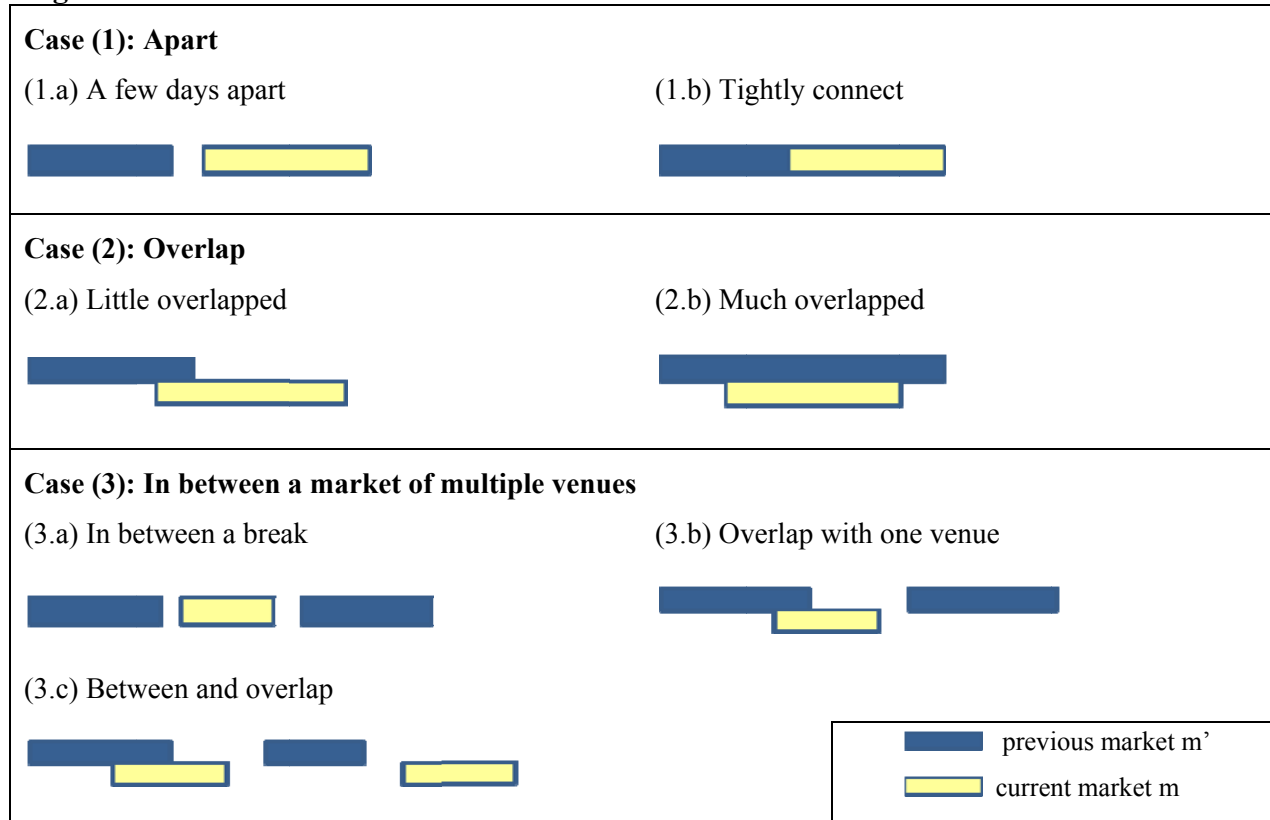 Case (1): Apart
(1.a) A few days apart
(1.b) Tightly connect
Case (2): Overlap
(2.a) Little overlapped
(2.b) Much overlapped
Case (3): In between a market of multiple venues
(3.a) In between a break
(3.b) Overlap with one venue
(3.c) Between and overlap
previous market m’
current market m